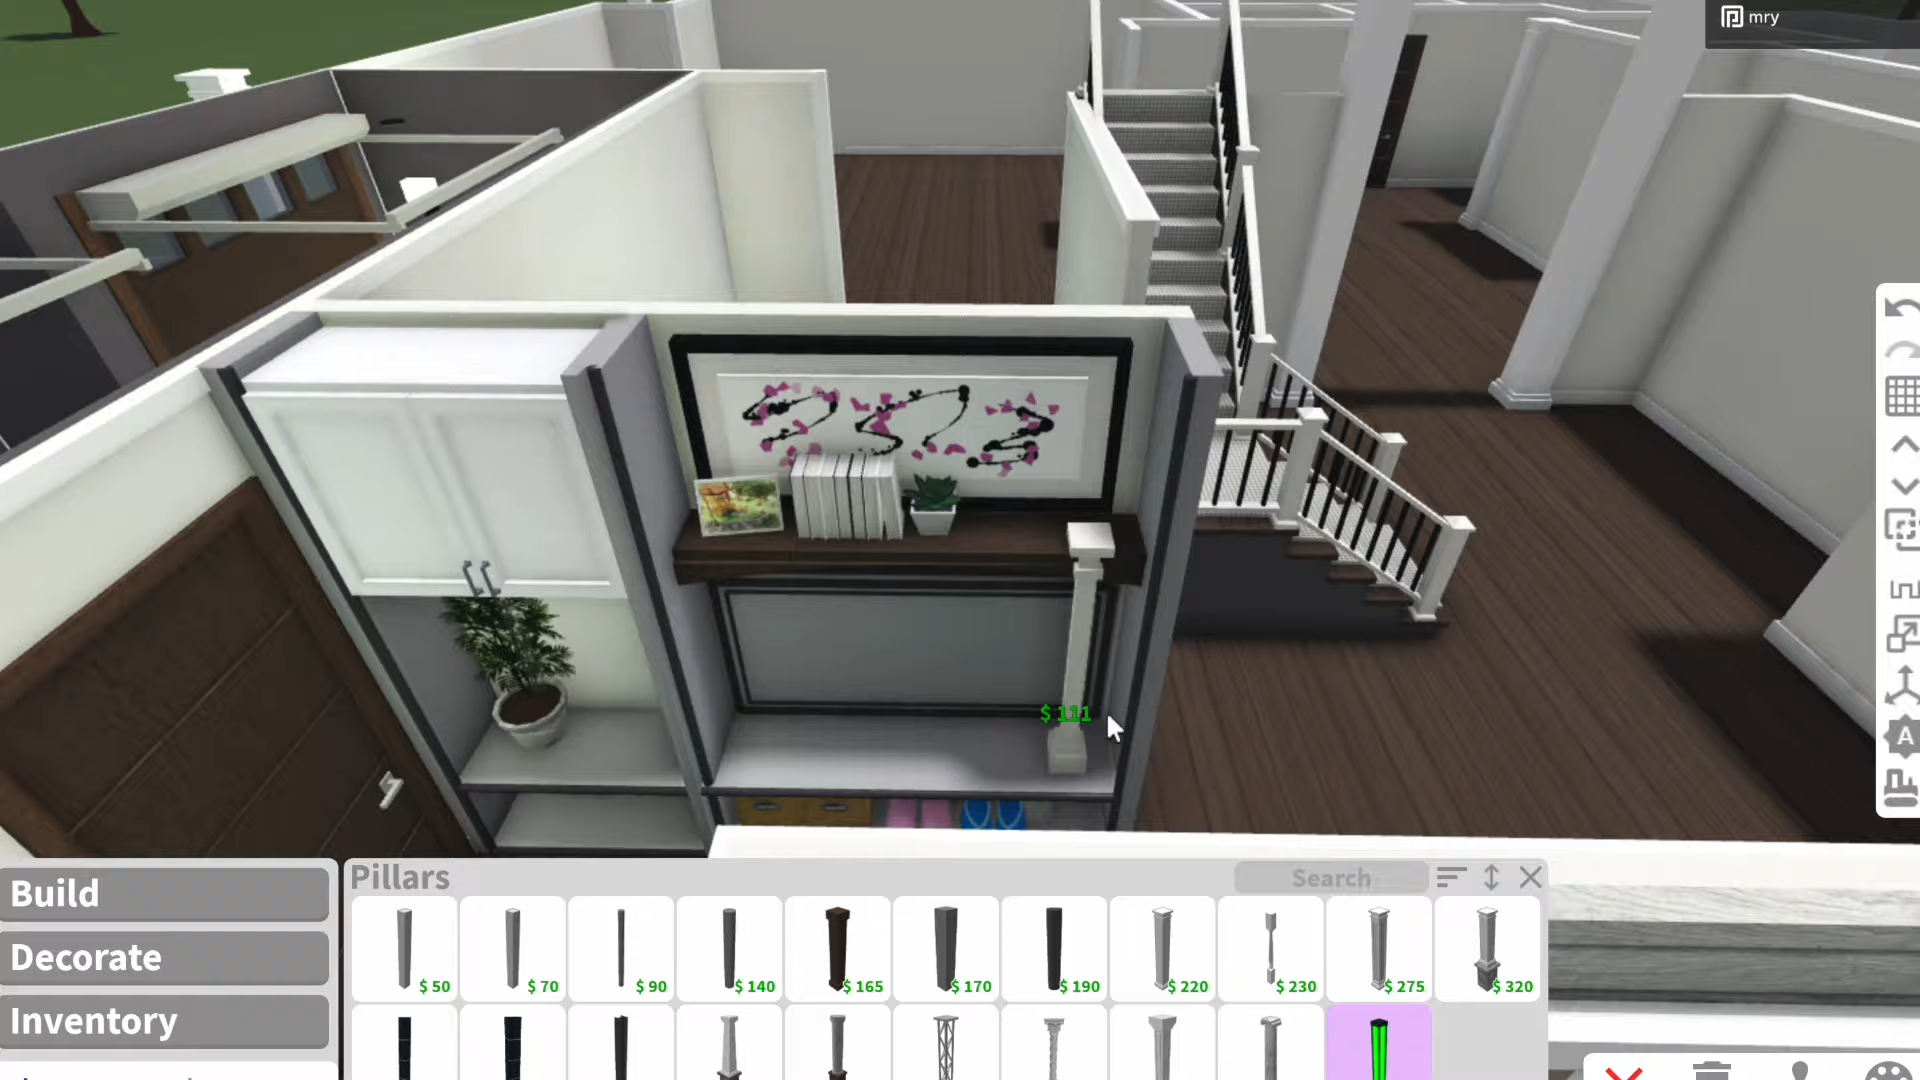 mry
$ 111
Build
Decorate
Inventory
Pillars
Search
$ 50
$ 70
$ 90
$ 140
$ 165
$ 170
$ 190
$ 220
$ 230
$ 275
$ 320
A